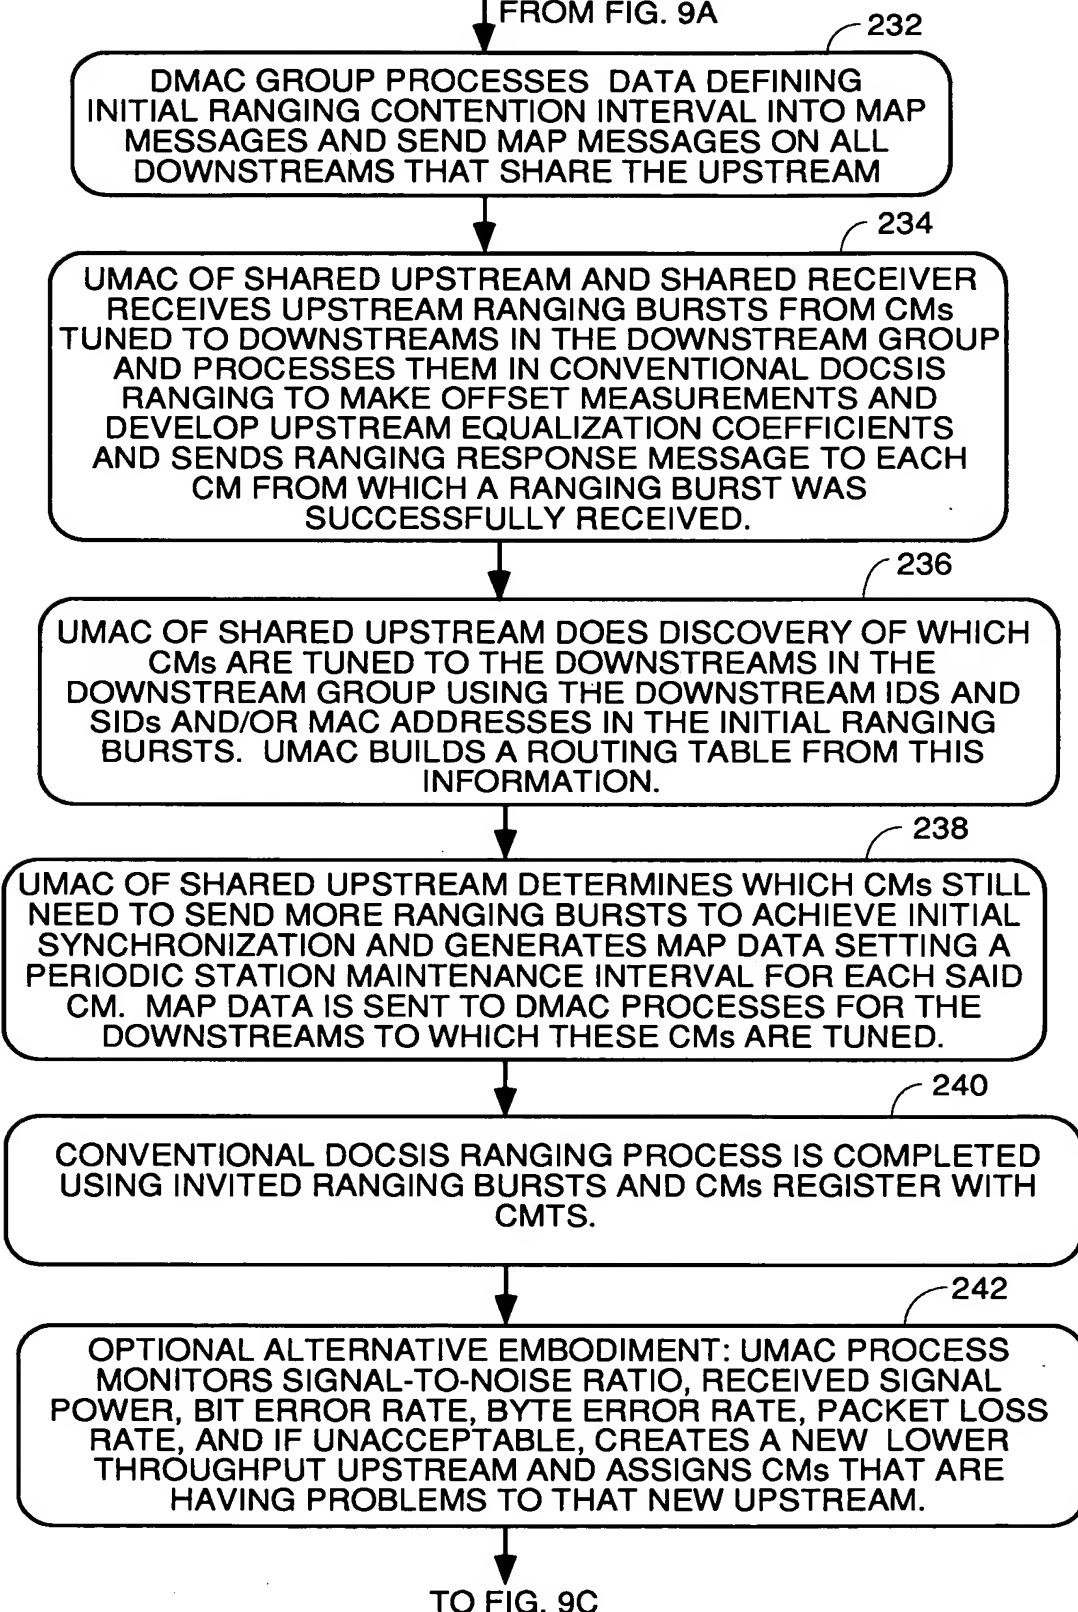 FROM FIG. 9A
232
DMAC GROUP PROCESSES DATA DEFINING
INITIAL RANGING CONTENTION INTERVAL INTO MAP
MESSAGES AND SEND MAP MESSAGES ON ALL
DOWNSTREAMS THAT SHARE THE UPSTREAM
234
UMAC OF SHARED UPSTREAM AND SHARED RECEIVER
RECEIVES UPSTREAM RANGING BURSTS FROM CMs
TUNED TO DOWNSTREAMS IN THE DOWNSTREAM GROUP
AND PROCESSES THEM IN CONVENTIONAL DOCSIS
RANGING TO MAKE OFFSET MEASUREMENTS AND
DEVELOP UPSTREAM EQUALIZATION COEFFICIENTS
AND SENDS RANGING RESPONSE MESSAGE TO EACH
CM FROM WHICH A RANGING BURST WAS
SUCCESSFULLY RECEIVED.
236
UMAC OF SHARED UPSTREAM DOES DISCOVERY OF WHICH
CMs ARE TUNED TO THE DOWNSTREAMS IN THE
DOWNSTREAM GROUP USING THE DOWNSTREAM IDS AND
SIDs AND/OR MAC ADDRESSES IN THE INITIAL RANGING
BURSTS. UMAC BUILDS A ROUTING TABLE FROM THIS
INFORMATION.
238
UMAC OF SHARED UPSTREAM DETERMINES WHICH CMs STILL
NEED TO SEND MORE RANGING BURSTS TO ACHIEVE INITIAL
SYNCHRONIZATION AND GENERATES MAP DATA SETTING A
PERIODIC STATION MAINTENANCE INTERVAL FOR EACH SAID
CM. MAP DATA IS SENT TO DMAC PROCESSES FOR THE
DOWNSTREAMS TO WHICH THESE CMs ARE TUNED.
240
CONVENTIONAL DOCSIS RANGING PROCESS IS COMPLETED
USING INVITED RANGING BURSTS AND CMs REGISTER WITH
CMTS.
242
OPTIONAL ALTERNATIVE EMBODIMENT: UMAC PROCESS
MONITORS SIGNAL-TO-NOISE RATIO, RECEIVED SIGNAL
POWER, BIT ERROR RATE, BYTE ERROR RATE, PACKET LOSS
RATE, AND IF UNACCEPTABLE, CREATES A NEW LOWER
THROUGHPUT UPSTREAM AND ASSIGNS CMs THAT ARE
HAVING PROBLEMS TO THAT NEW UPSTREAM.
TO FIG. 9C